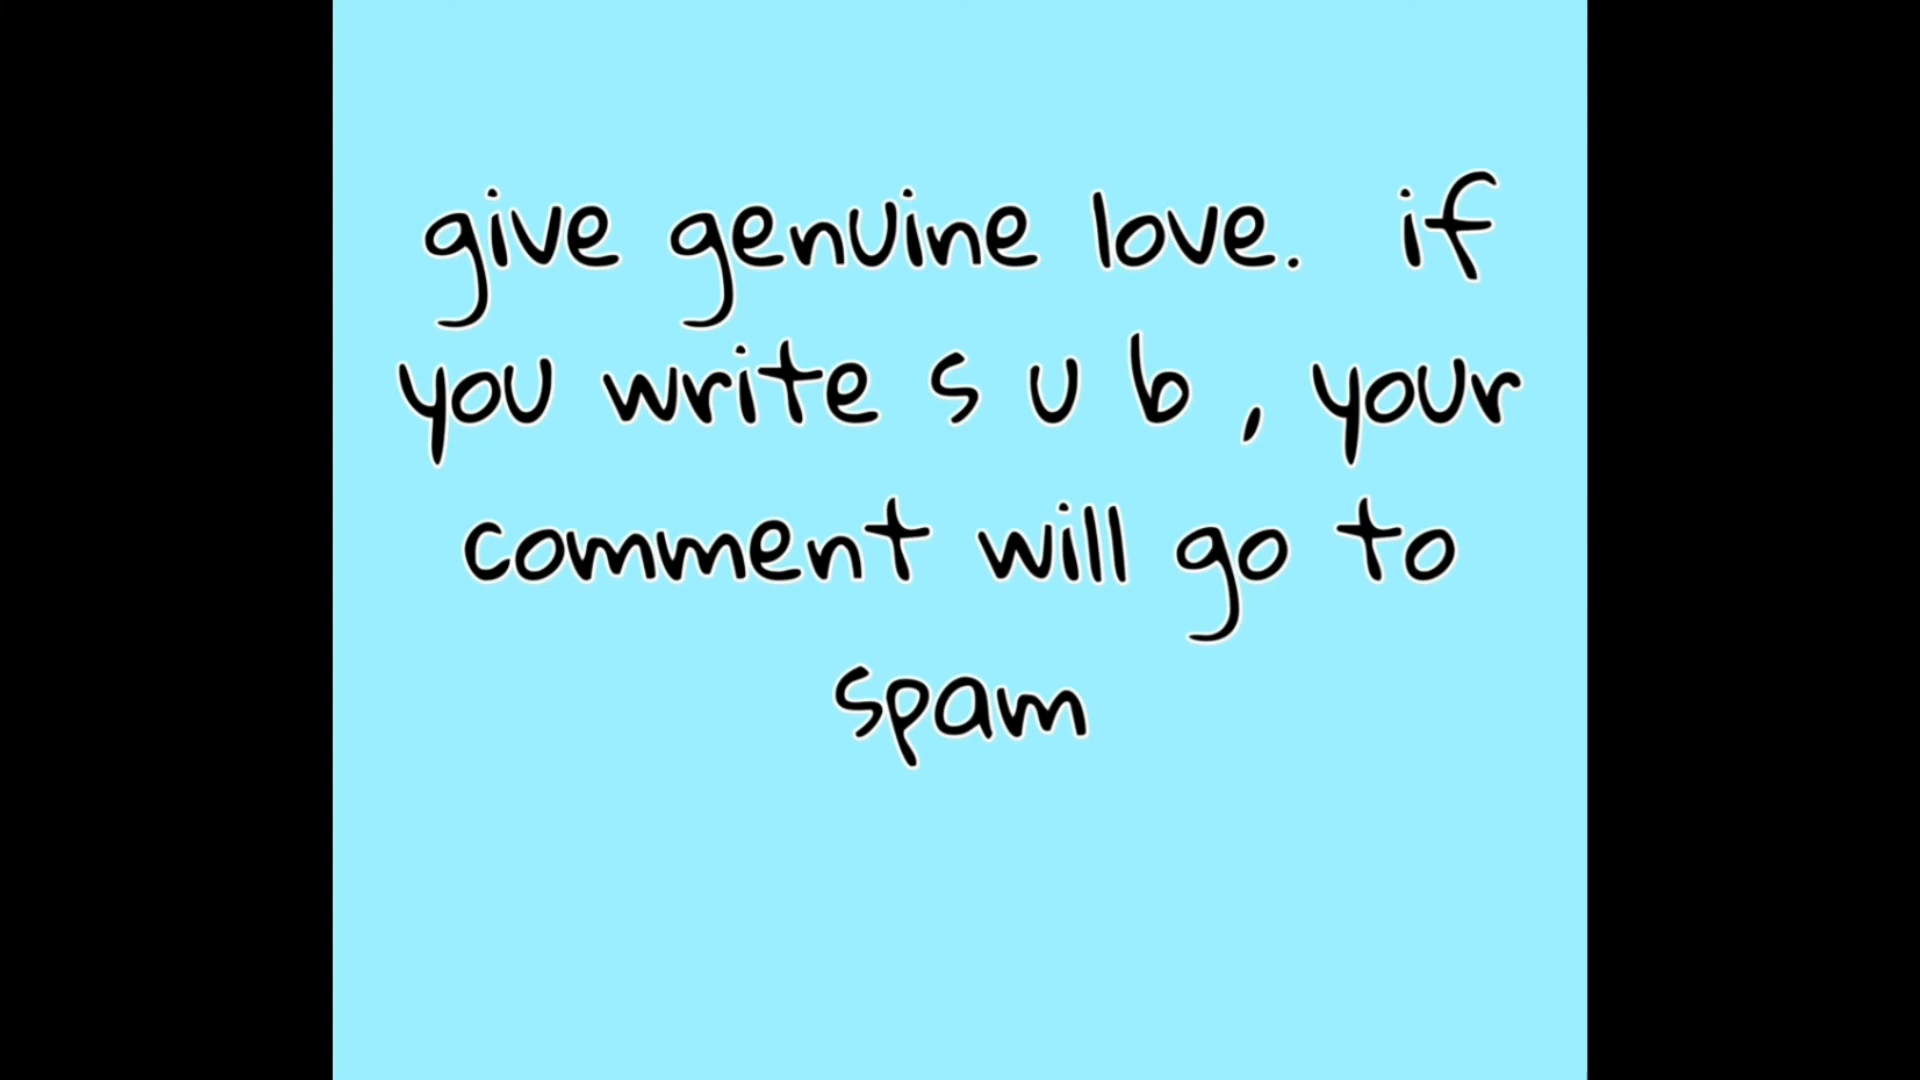 give genuine love. if
you write s u b , your
comment will go to
spam